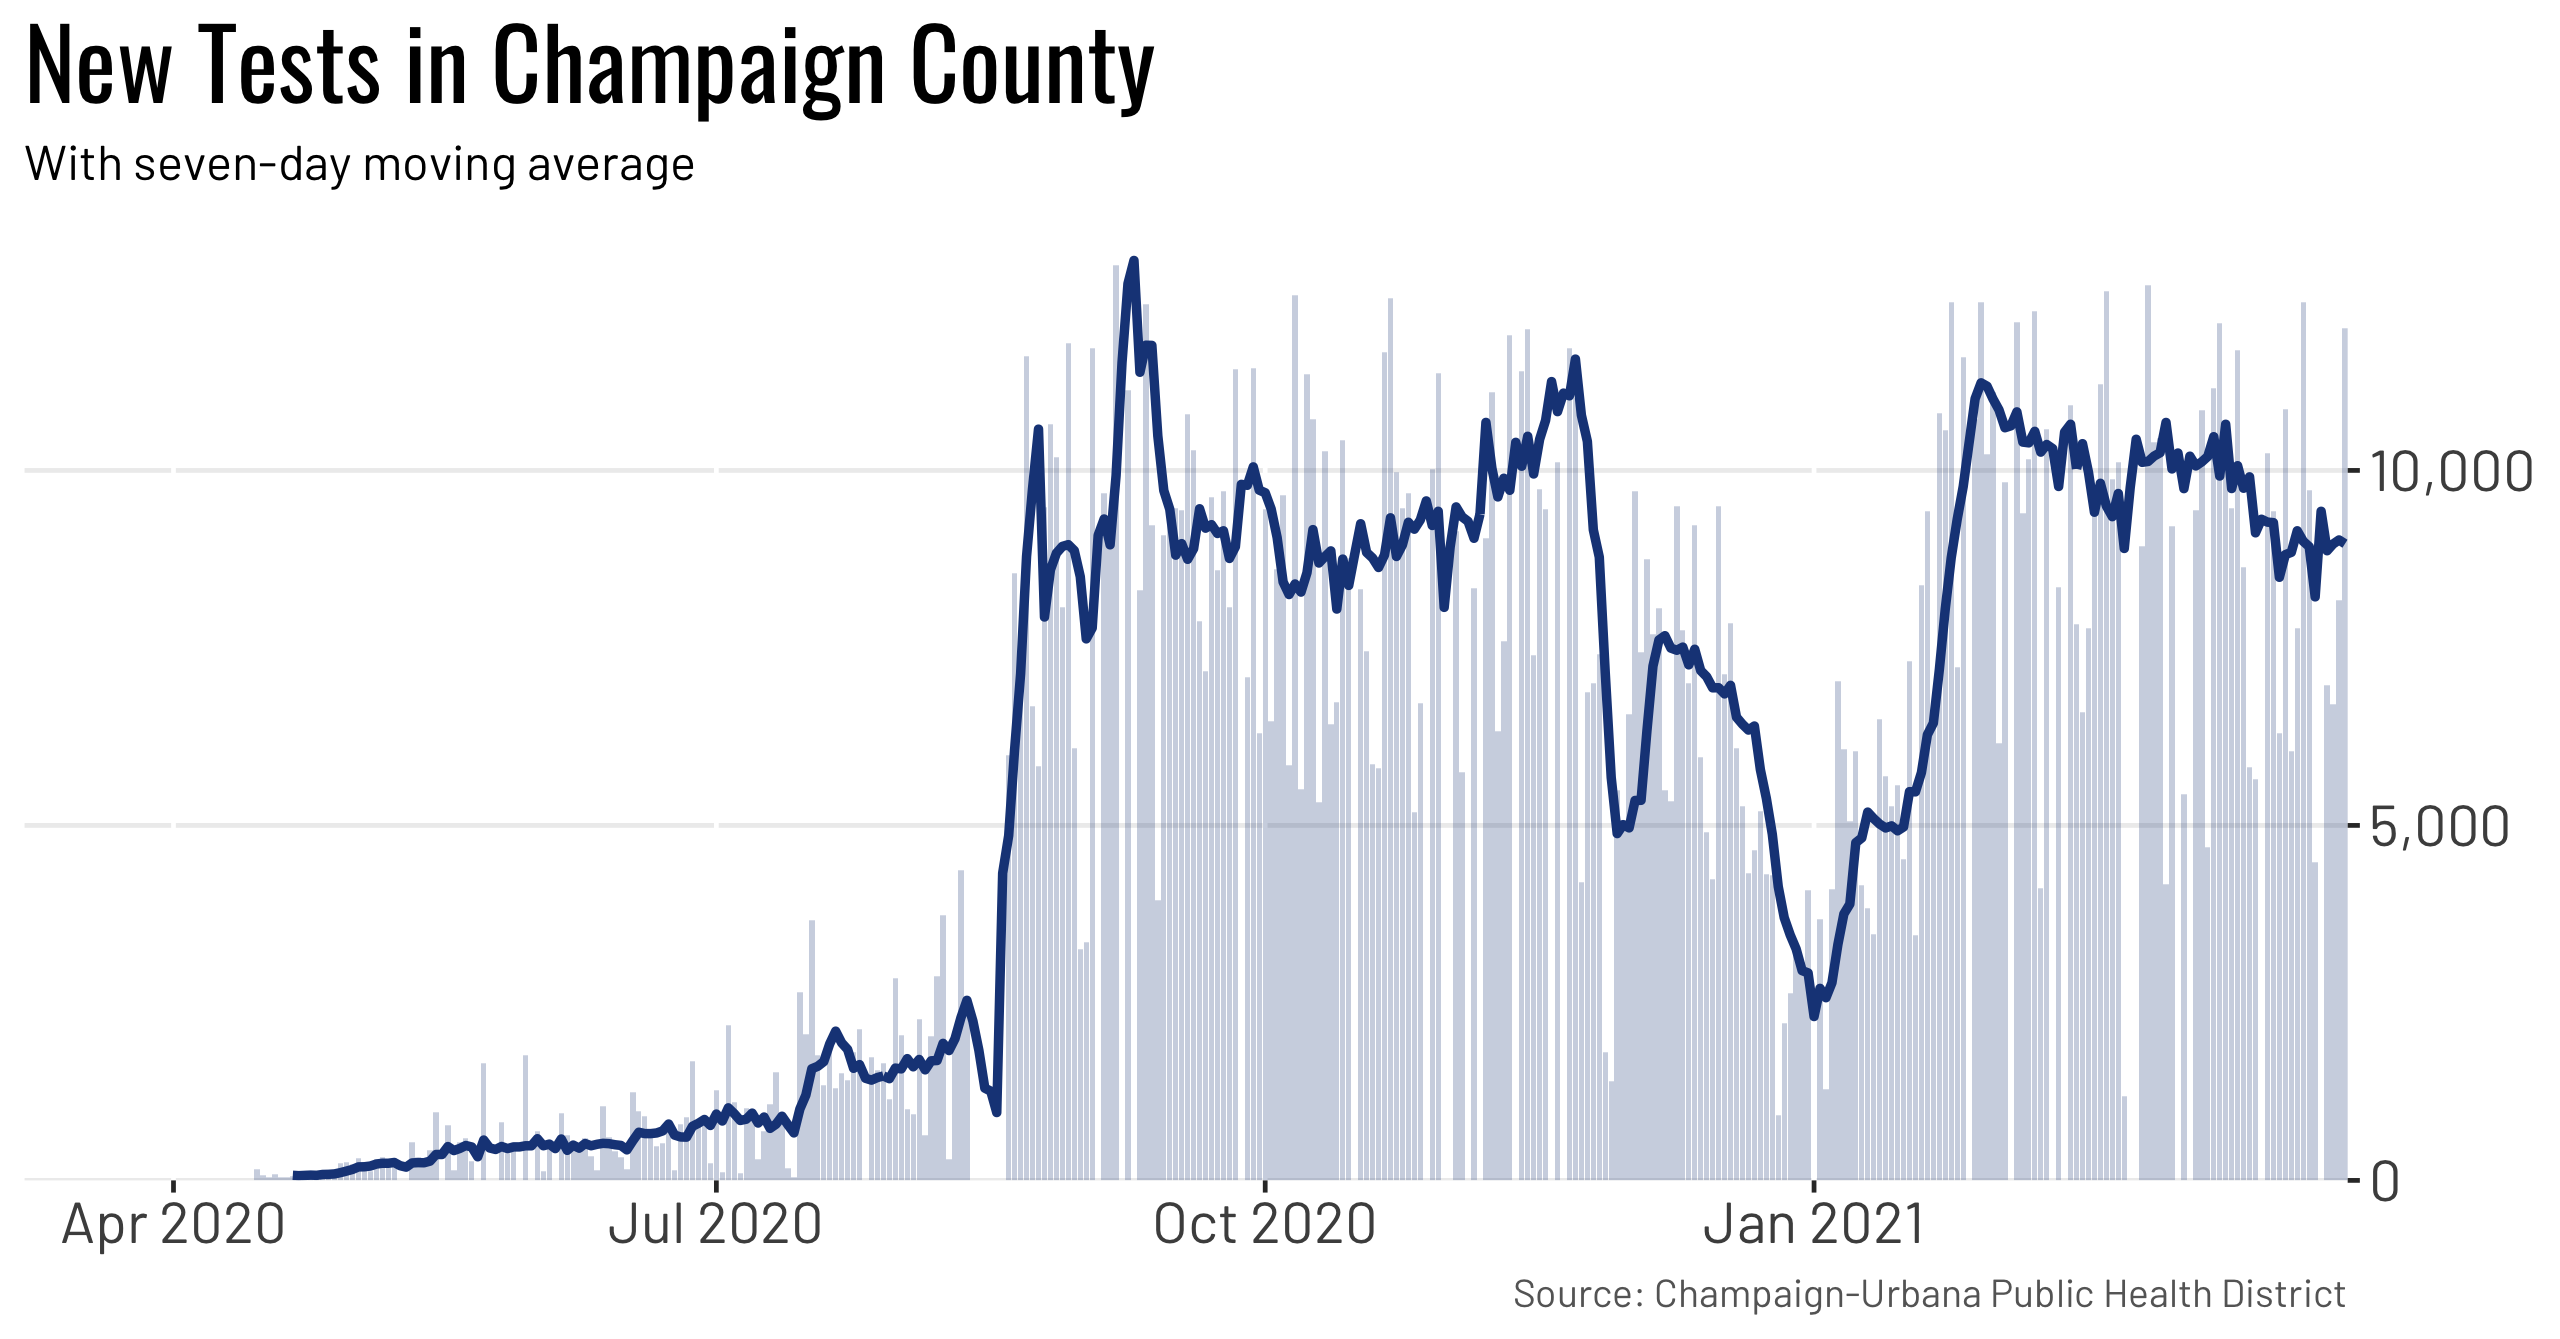 New Tests in Champaign County
With seven-day moving average
10,000
5,000
0
Apr 2020
Jul 2020
Oct 2020
Jan 2021
Source: Champaign-Urbana Public Health District